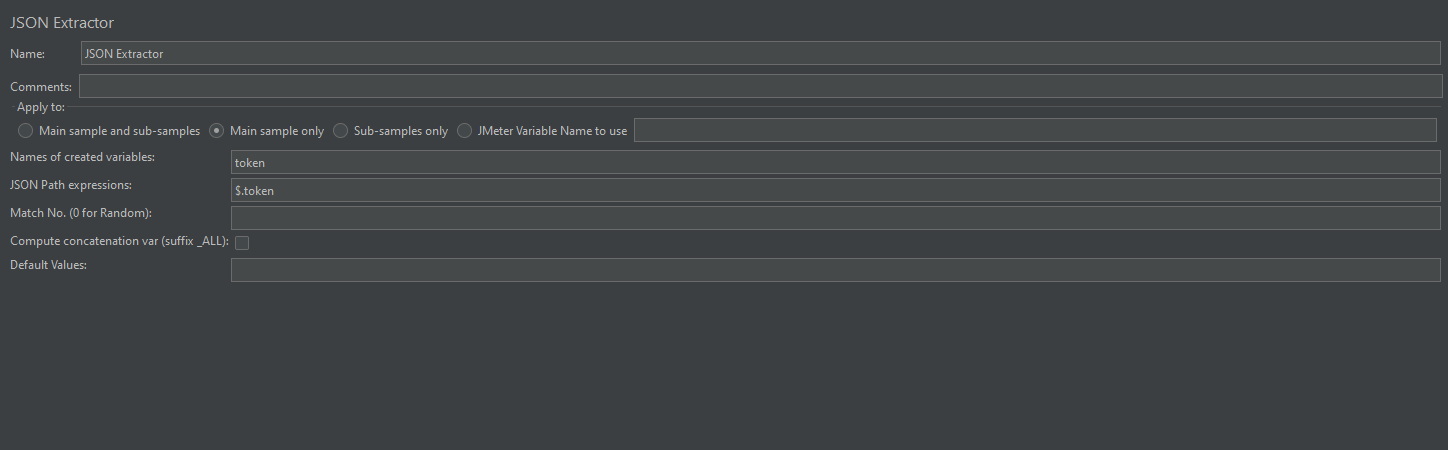 JSON Extractor
Name: JSON Extractor
Comments:
Apply to:
Main sample and sub-samples Main sample only Sub-samples only JMeter Variable Name to use
Names of created variables: token
JSON Path expressions: $.token
Match No. (0 for Random):
Compute concatenation var (suffix _ALL):
Default Values: